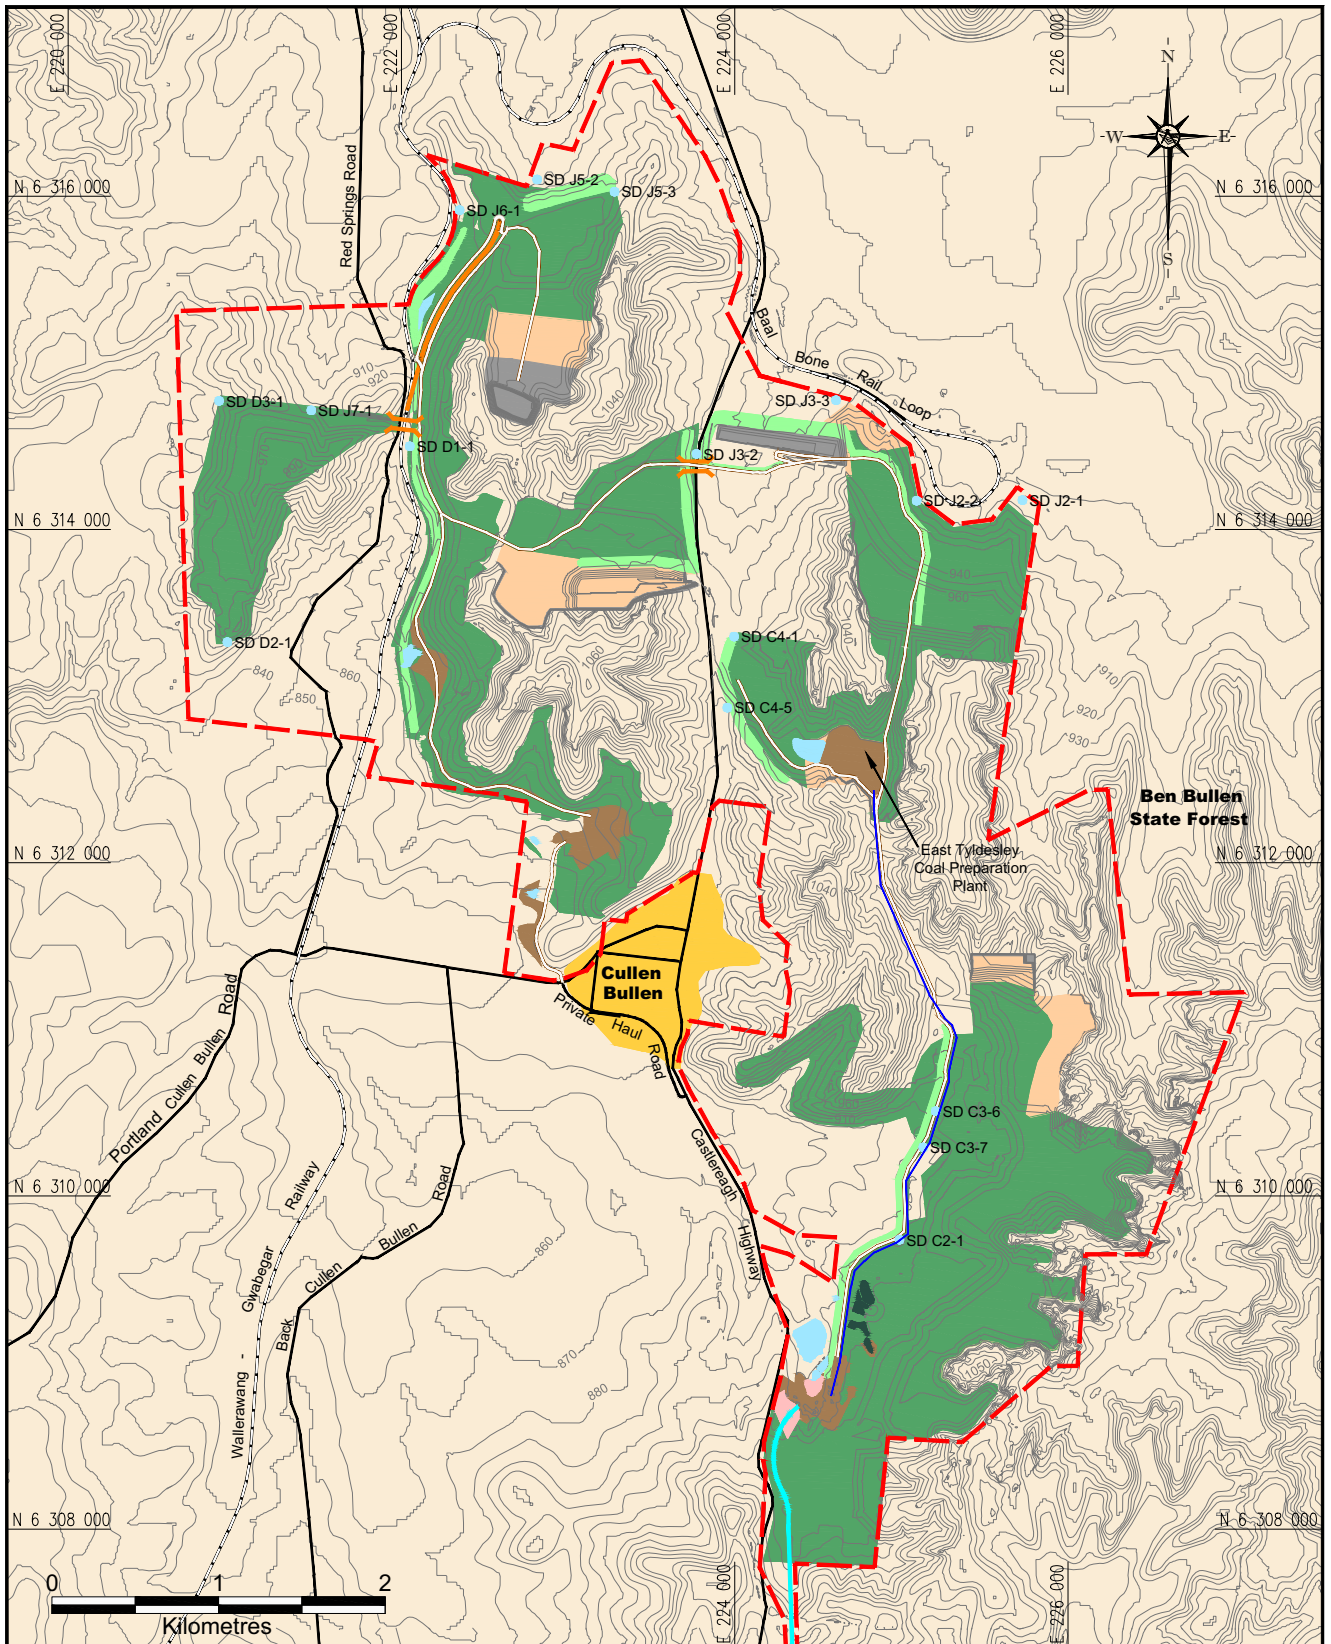 E 220 000
E 222 000
E 224 000
E 226 000
N
W
E
S
N 6 316 000
N 6 316 000
Red Springs Road
SD J5-2
SD J5-3
SD J6-1
Baal
Bone
Rail
Loop
910
920
1040
SD D3-1
SD J7-1
SD J3-3
SD D1-1
SD J3-2
970
950
SD J2-2
SD J2-1
N 6 314 000
N 6 314 000
940
960
SD D2-1
SD C4-1
1040
1060
840
850
860
910
920
930
SD C4-5
Ben Bullen
State Forest
East Tyldesley
Coal Preparation
Plant
N 6 312 000
N 6 312 000
1040
Cullen
Bullen
Private
Haul
Road
Portland Cullen Bullen Road
SD C3-6
SD C3-7
Castlereagh
Highway
N 6 310 000
N 6 310 000
Railway
Gwabegar
-
Wallerawang
Back
Cullen
Bullen
Road
860
SD C2-1
870
880
1050
N 6 308 000
N 6 308 000
0 1 2
Kilometres
E 224 000
E 226 000